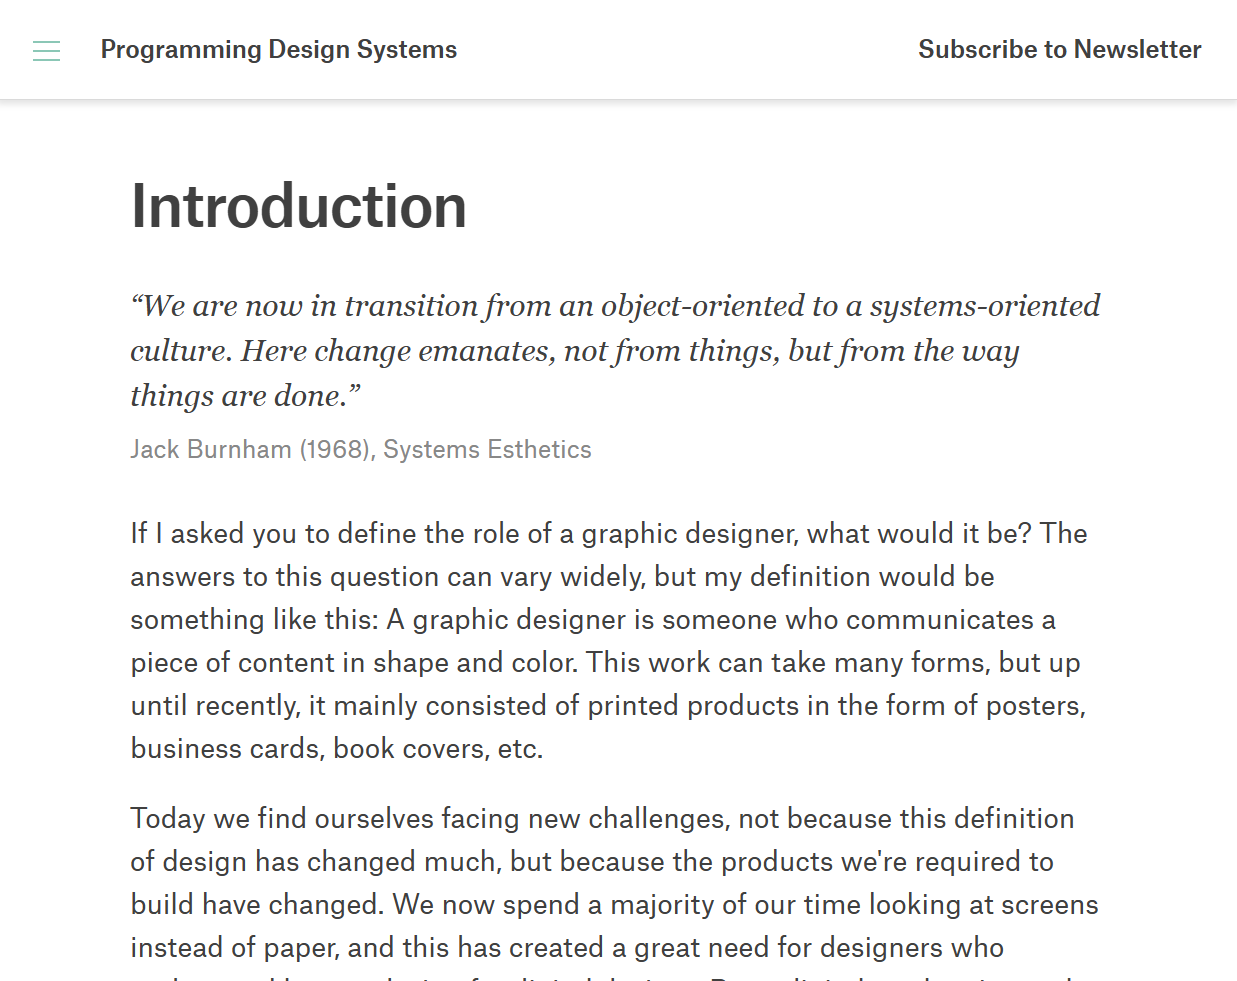 Programming Design Systems
Subscribe to Newsletter
Introduction
“We are now in transition from an object-oriented to a systems-oriented
culture. Here change emanates, not from things, but from the way
things are done.”
Jack Burnham (1968), Systems Esthetics
If I asked you to define the role of a graphic designer, what would it be? The
answers to this question can vary widely, but my definition would be
something like this: A graphic designer is someone who communicates a
piece of content in shape and color. This work can take many forms, but up
until recently, it mainly consisted of printed products in the form of posters,
business cards, book covers, etc.
Today we find ourselves facing new challenges, not because this definition
of design has changed much, but because the products we're required to
build have changed. We now spend a majority of our time looking at screens
instead of paper, and this has created a great need for designers who